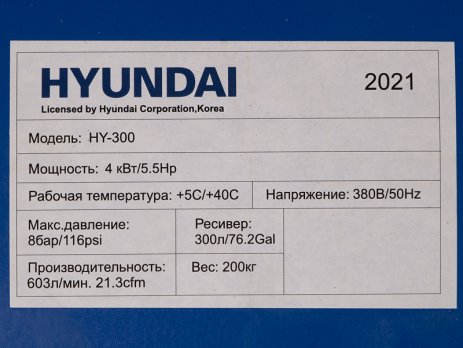 HYUNDAI
2021
Licensed by Hyundai Corporation,Korea
Модель: HY-300
Мощность: 4 кВт/5.5Hp
Рабочая температура: +5C/+40C
Напряжение: 380В/50Hz
Макс.давление:
8бар/116psi
Ресивер:
300л/76.2Gal
Производительность:
603л/мин. 21.3cfm
Вес: 200кг